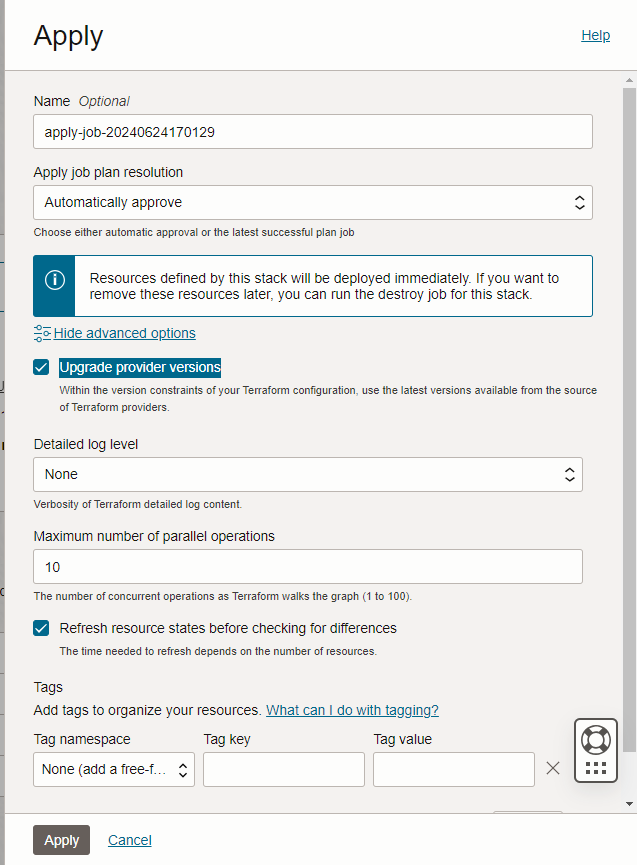 Apply
Help
Name Optional
apply-job-20240624170129
Apply job plan resolution
Automatically approve
Choose either automatic approval or the latest successful plan job
Resources defined by this stack will be deployed immediately. If you want to
remove these resources later, you can run the destroy job for this stack.
Hide advanced options
Upgrade provider versions
Within the version constraints of your Terraform configuration, use the latest versions available from the source
of Terraform providers.
Detailed log level
None
Verbosity of Terraform detailed log content.
Maximum number of parallel operations
10
The number of concurrent operations as Terraform walks the graph (1 to 100).
Refresh resource states before checking for differences
The time needed to refresh depends on the number of resources.
Tags
Add tags to organize your resources. What can I do with tagging?
Tag namespace Tag key Tag value
None (add a free-f...
Apply Cancel